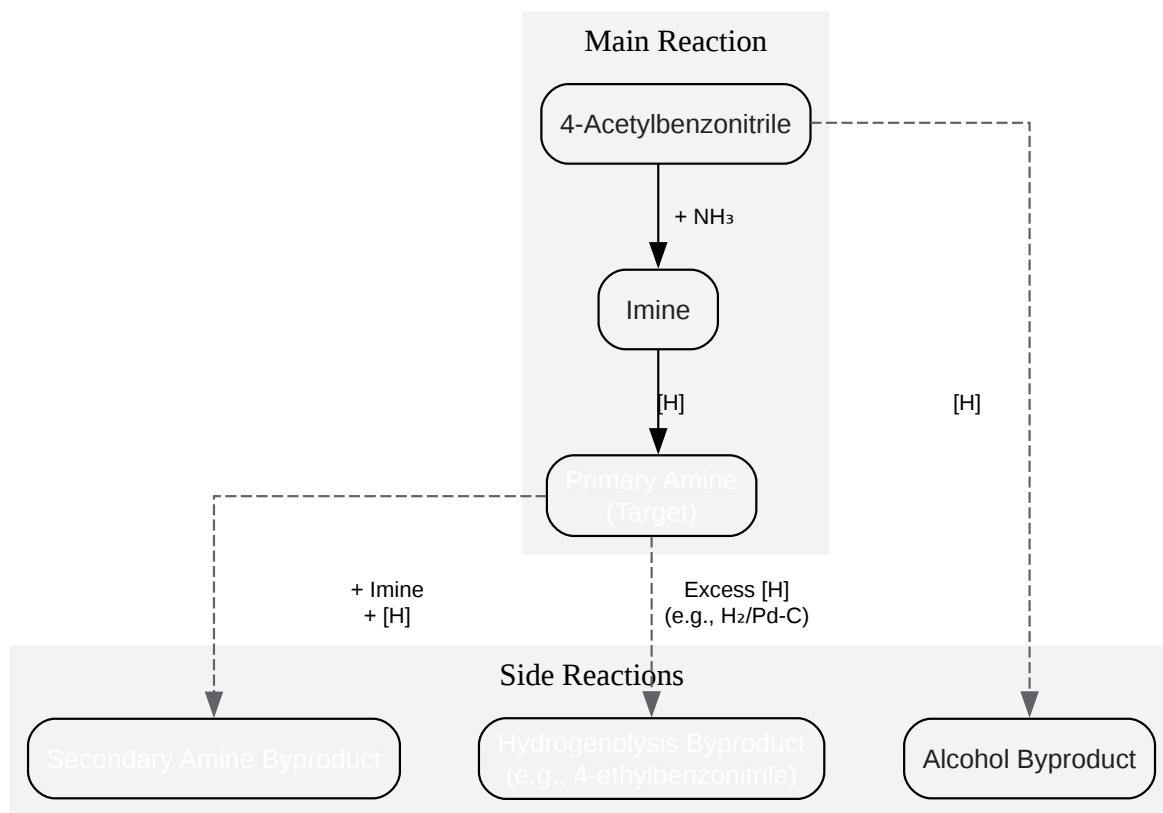 Main Reaction
4-Acetylbenzonitrile
+ NH₃
Imine
[H]
[H]
Primary Amine
(Target)
+ Imine
+ [H]
Excess [H]
(e.g., H₂/Pd-C)
Side Reactions
Secondary Amine Byproduct
Hydrogenolysis Byproduct
(e.g., 4-ethylbenzonitrile)
Alcohol Byproduct